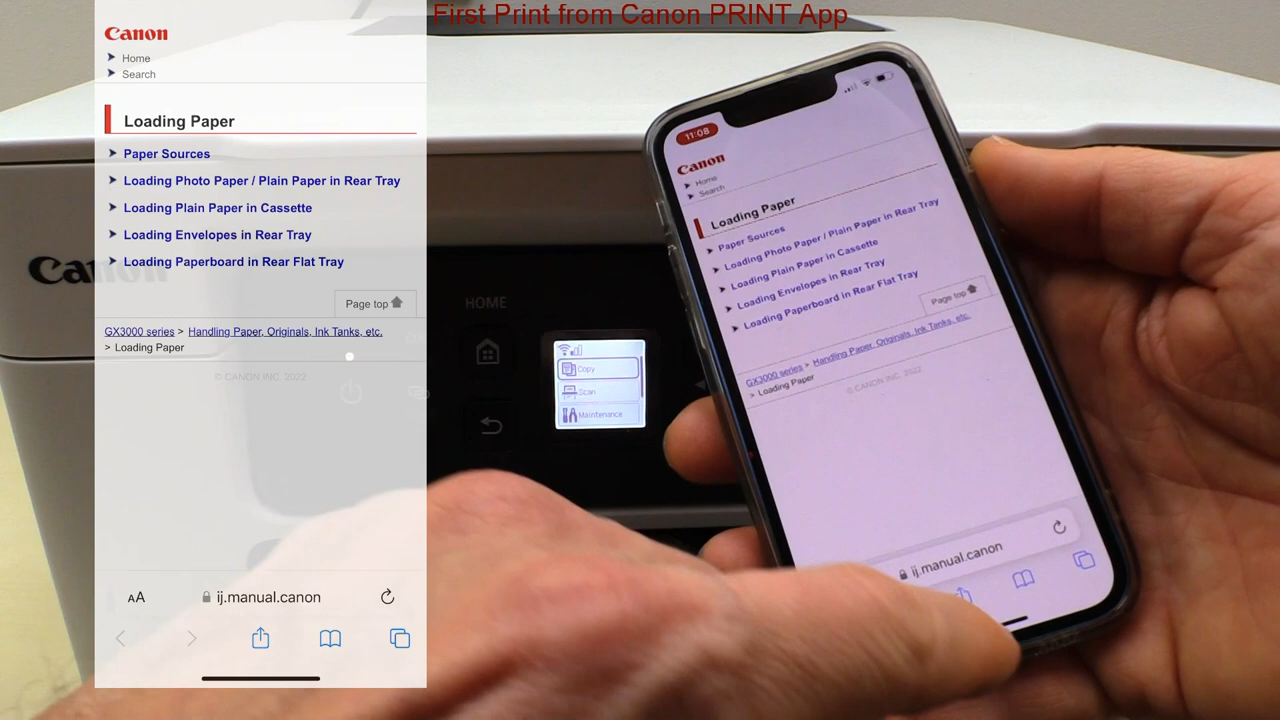 First Print from Canon PRINT App
Canon
Home
Search
Loading Paper
Paper Sources
Loading Photo Paper / Plain Paper in Rear Tray
Loading Plain Paper in Cassette
Loading Envelopes in Rear Tray
Loading Paperboard in Rear Flat Tray
Page top
GX3000 series > Handling Paper, Originals, Ink Tanks, etc.
> Loading Paper
© CANON INC. 2022
AA
ij.manual.canon
Canon
HOME
Copy
Scan
Maintenance
11:08
Canon
Home
Search
Loading Paper
Paper Sources
Loading Photo Paper / Plain Paper in Rear Tray
Loading Plain Paper in Cassette
Loading Envelopes in Rear Tray
Loading Paperboard in Rear Flat Tray
Page top
GX3000 series > Handling Paper, Originals, Ink Tanks, etc.
> Loading Paper
© CANON INC. 2022
ij.manual.canon